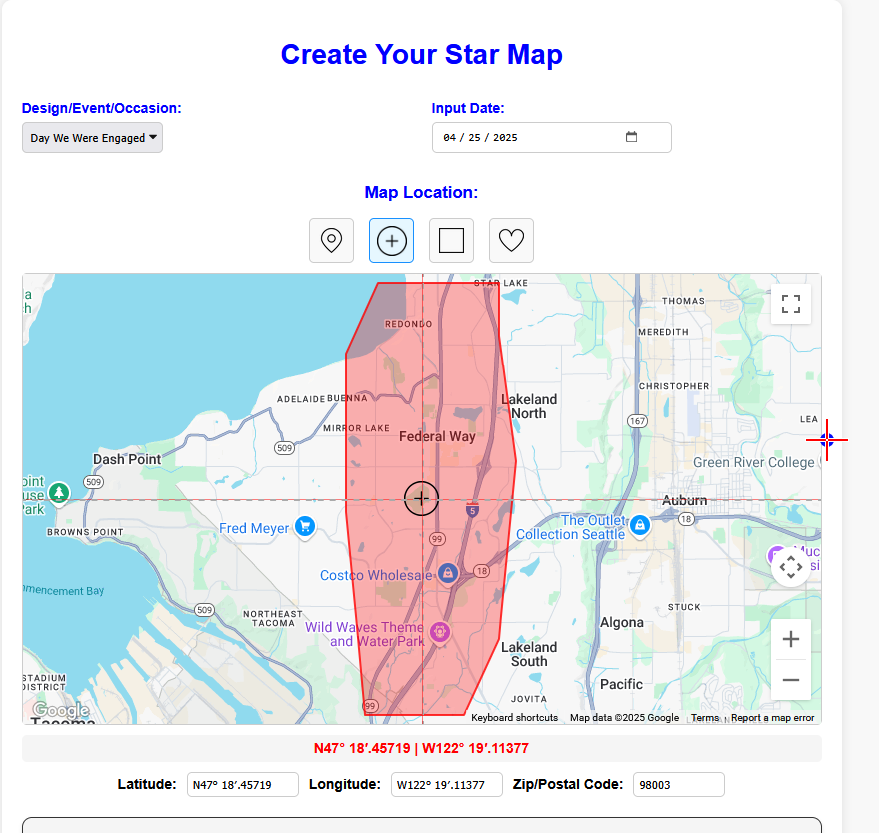 Create Your Star Map
Design/Event/Occasion:
Input Date:
Day We Were Engaged
04 / 25 / 2025
Map Location:
STAR LAKE
THOMAS
REDONDO
MEREDITH
CHRISTOPHER
ADELAIDE
BUENNA
Lakeland
North
LEA
167
MIRROR LAKE
Federal Way
509
Dash Point
Green River College
509
oint
use
Park
Auburn
5
18
BROWNS POINT
Fred Meyer
The Outlet
Collection Seattle
99
Muc
si
Costco Wholesale
18
mmencement Bay
509
NORTHEAST
TACOMA
STUCK
Wild Waves Theme
and Water Park
Algona
Lakeland
South
STADIUM
DISTRICT
Pacific
JOVITA
99
Google
Tacoma
Keyboard shortcuts
Map data ©2025 Google
Terms
Report a map error
N47° 18′.45719 | W122° 19′.11377
Latitude:
N47° 18′.45719
Longitude:
W122° 19′.11377
Zip/Postal Code:
98003